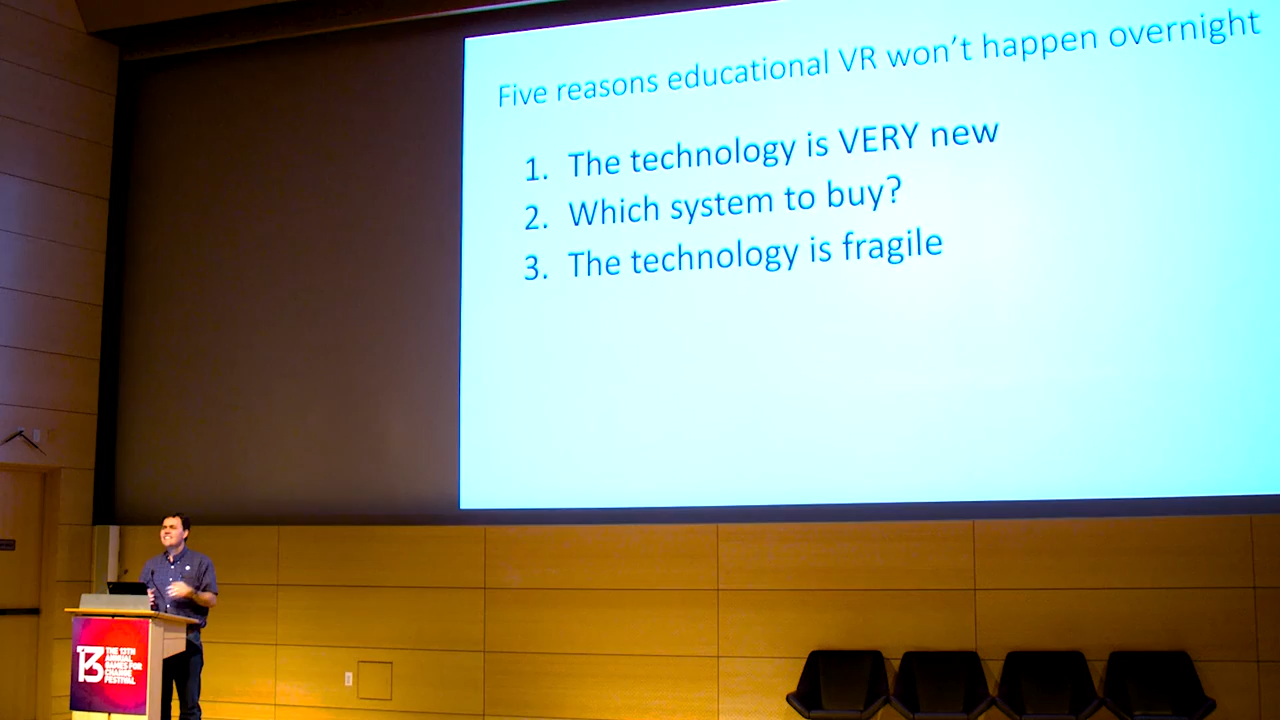 Five reasons educational VR won't happen overnight
1. The technology is VERY new
2. Which system to buy?
3. The technology is fragile
13
THE 13TH
ANNUAL
GAMES FOR
CHANGE
FESTIVAL